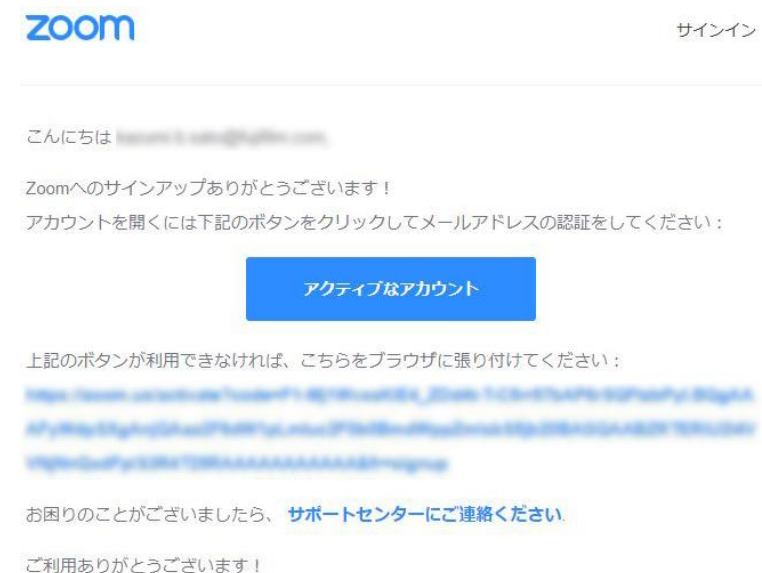 zoom
サインイン
こんにちは
Zoomへのサインアップありがとうございます！
アカウントを開くには下記のボタンをクリックしてメールアドレスの認証をしてください：
アクティブなアカウント
上記のボタンが利用できなければ、こちらをブラウザに張り付けてください：
お困りのことがございましたら、 サポートセンターにご連絡ください.
ご利用ありがとうございます！